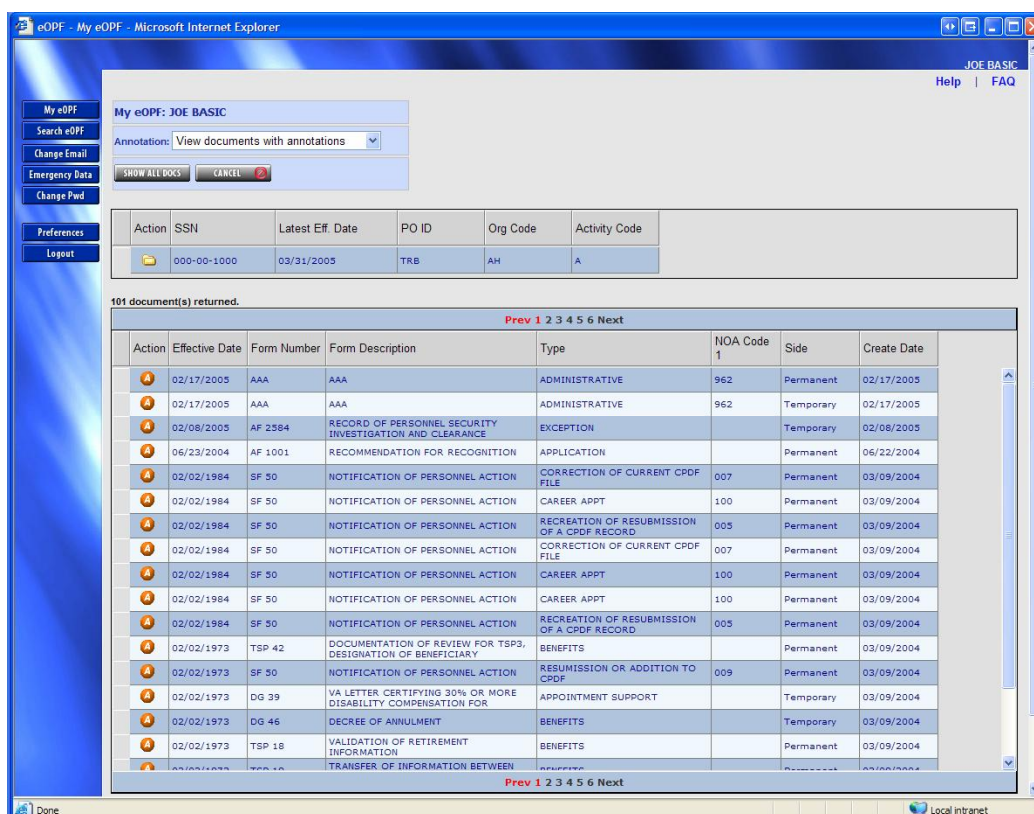 eOPF - My eOPF - Microsoft Internet Explorer
JOE BASIC
Help | FAQ
My eOPF
Search eOPF
Change Email
Emergency Data
Change Pwd
Preferences
Logout
My eOPF: JOE BASIC
Annotation: View documents with annotations
SHOW ALL DOCS CANCEL
Action SSN Latest Eff. Date PO ID Org Code Activity Code
000-00-1000 03/31/2005 TRB AH A
101 document(s) returned.
Prev 1 2 3 4 5 6 Next
Action Effective Date Form Number Form Description Type NOA Code 1 Side Create Date
A 02/17/2005 AAA AAA ADMINISTRATIVE 962 Permanent 02/17/2005
A 02/17/2005 AAA AAA ADMINISTRATIVE 962 Temporary 02/17/2005
A 02/08/2005 AF 2584 RECORD OF PERSONNEL SECURITY INVESTIGATION AND CLEARANCE EXCEPTION Temporary 02/08/2005
A 06/23/2004 AF 1001 RECOMMENDATION FOR RECOGNITION APPLICATION Permanent 06/22/2004
A 02/02/1984 SF 50 NOTIFICATION OF PERSONNEL ACTION CORRECTION OF CURRENT CPDF FILE 007 Permanent 03/09/2004
A 02/02/1984 SF 50 NOTIFICATION OF PERSONNEL ACTION CAREER APPT 100 Permanent 03/09/2004
A 02/02/1984 SF 50 NOTIFICATION OF PERSONNEL ACTION RECREATION OF RESUBMISSION OF A CPDF RECORD 005 Permanent 03/09/2004
A 02/02/1984 SF 50 NOTIFICATION OF PERSONNEL ACTION CORRECTION OF CURRENT CPDF FILE 007 Permanent 03/09/2004
A 02/02/1984 SF 50 NOTIFICATION OF PERSONNEL ACTION CAREER APPT 100 Permanent 03/09/2004
A 02/02/1984 SF 50 NOTIFICATION OF PERSONNEL ACTION CAREER APPT 100 Permanent 03/09/2004
A 02/02/1984 SF 50 NOTIFICATION OF PERSONNEL ACTION RECREATION OF RESUBMISSION OF A CPDF RECORD 005 Permanent 03/09/2004
A 02/02/1973 TSP 42 DOCUMENTATION OF REVIEW FOR TSP3, DESIGNATION OF BENEFICIARY BENEFITS Permanent 03/09/2004
A 02/02/1973 SF 50 NOTIFICATION OF PERSONNEL ACTION RESUMISSION OR ADDITION TO CPDF 009 Permanent 03/09/2004
A 02/02/1973 DG 39 VA LETTER CERTIFYING 30% OR MORE DISABILITY COMPENSATION FOR APPOINTMENT SUPPORT Temporary 03/09/2004
A 02/02/1973 DG 46 DECREE OF ANNULMENT BENEFITS Temporary 03/09/2004
A 02/02/1973 TSP 18 VALIDATION OF RETIREMENT INFORMATION BENEFITS Permanent 03/09/2004
TRANSFER OF INFORMATION BETWEEN
Prev 1 2 3 4 5 6 Next
Done Local intranet